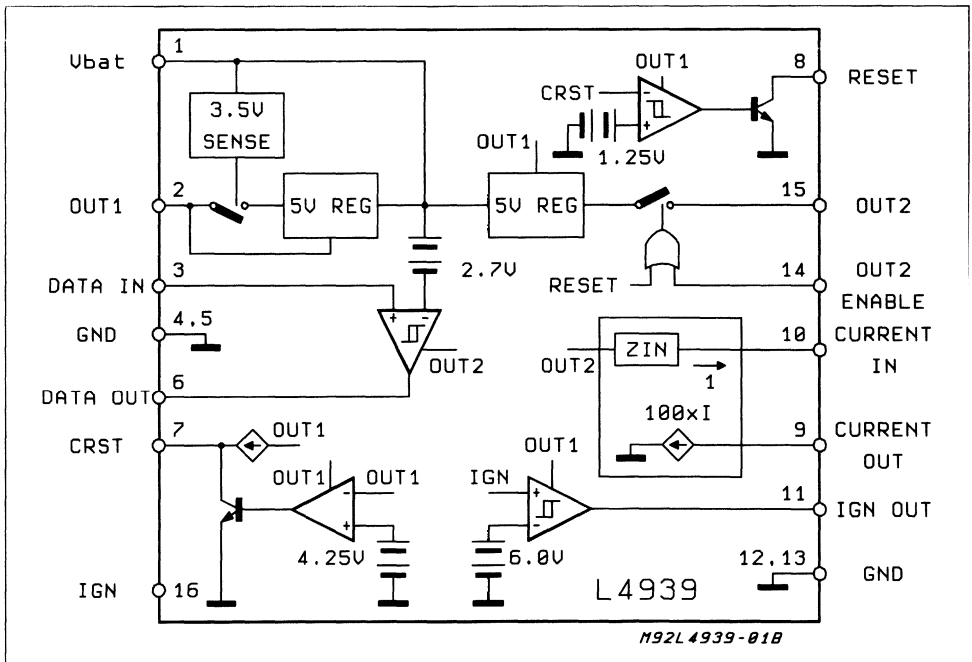 Vbat 1
8 RESET
OUT1
CRST
3.5V
SENSE
1.25V
OUT1
OUT1 2
5V REG
5V REG
15 OUT2
2.7V
DATA IN 3
RESET
14 OUT2
ENABLE
GND 4,5
OUT2
OUT2
ZIN
1
10 CURRENT
IN
DATA OUT 6
100xI
CRST 7
OUT1
9 CURRENT
OUT
OUT1
OUT1
IGN
OUT1
11 IGN OUT
4.25V
6.0V
12,13 GND
IGN 16
L4939
M92L4939-01B
+
-
+
-
-
+
-
+
+
-